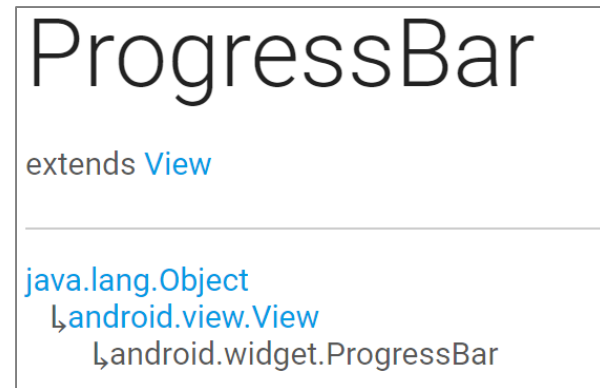 ProgressBar
extends View
java.lang.Object
↳android.view.View
↳android.widget.ProgressBar